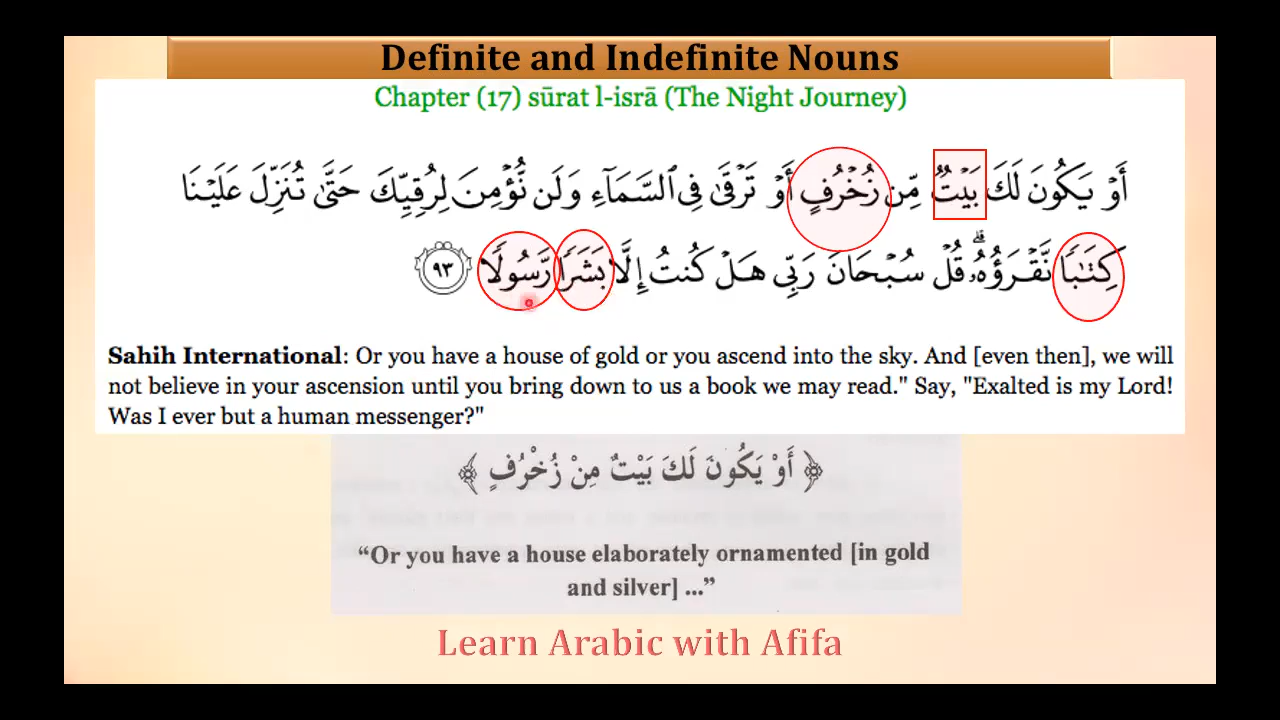 Definite and Indefinite Nouns
Chapter (17) sūrat l-isrā (The Night Journey)
أَوۡ يَكُونَ لَكَ بَيۡتٞ مِّن زُخۡرُفٍ أَوۡ تَرۡقَىٰ فِي ٱلسَّمَآءِ وَلَن نُّؤۡمِنَ لِرُقِيِّكَ حَتَّىٰ تُنَزِّلَ عَلَيۡنَا
كِتَٰبٗا نَّقۡرَؤُهُۥۗ قُلۡ سُبۡحَانَ رَبِّي هَلۡ كُنتُ إِلَّا بَشَرٗا رَّسُولٗا ٩٣
Sahih International: Or you have a house of gold or you ascend into the sky. And [even then], we will
not believe in your ascension until you bring down to us a book we may read." Say, "Exalted is my Lord!
Was I ever but a human messenger?"
﴿ أَوْ يَكُونَ لَكَ بَيْتٌ مِنْ زُخْرُفٍ ﴾
“Or you have a house elaborately ornamented [in gold
and silver] ...”
Learn Arabic with Afifa